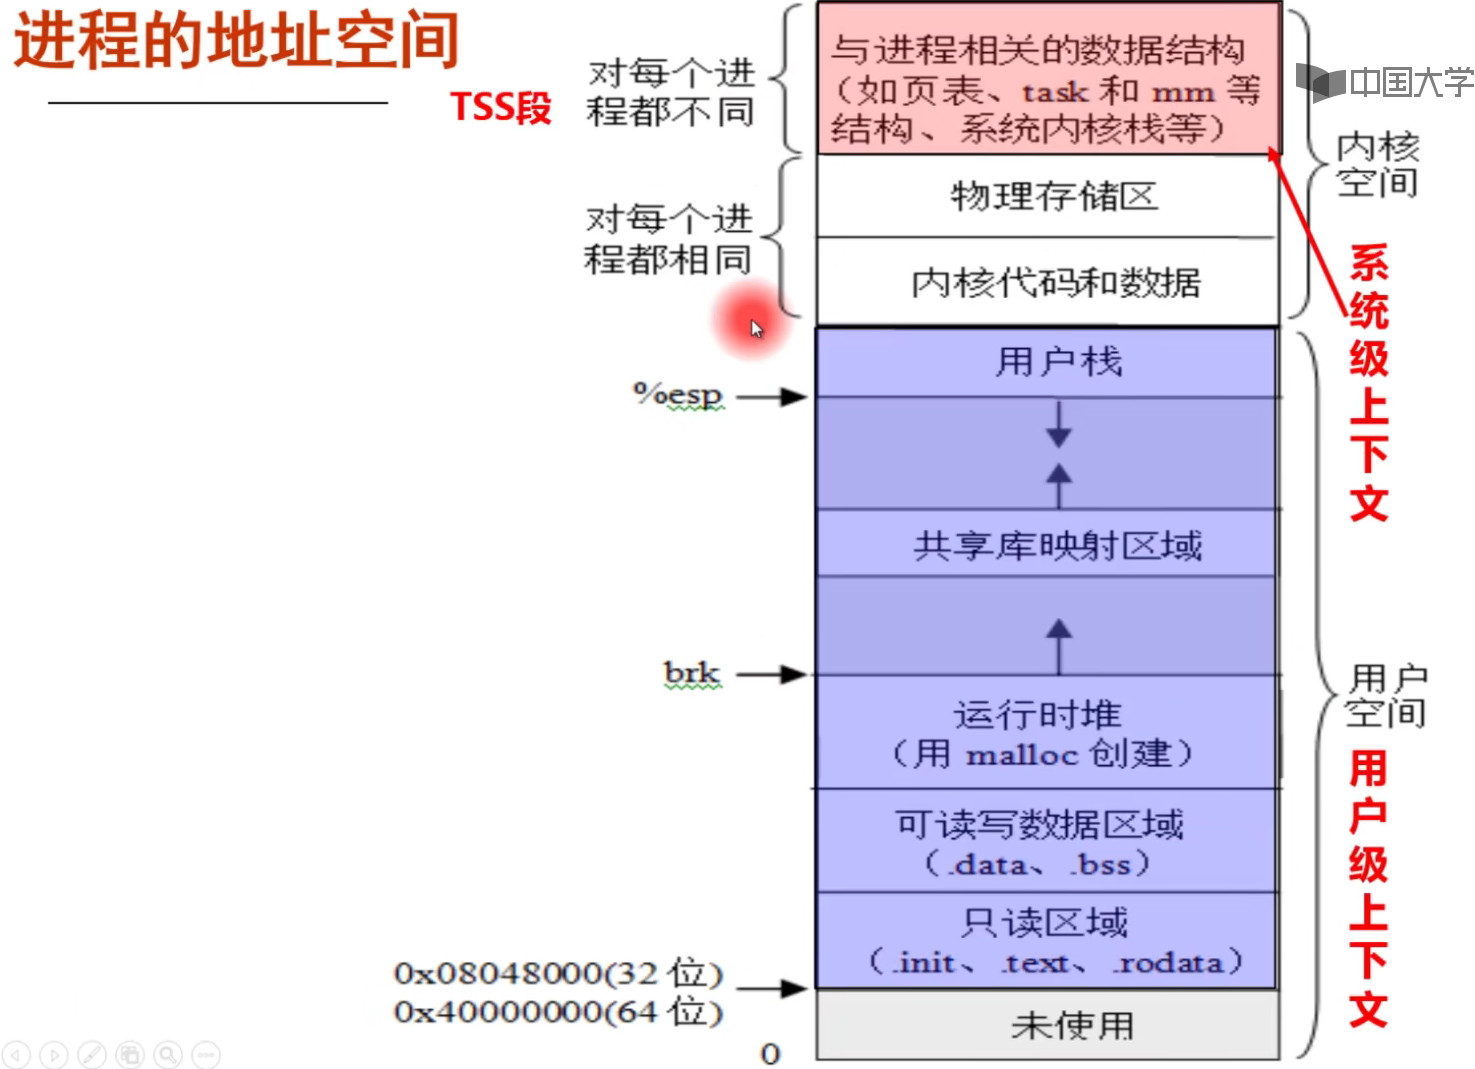 进程的地址空间
TSS段
对每个进
程都不同
与进程相关的数据结构
（如页表、task 和 mm 等
结构、系统内核栈等）
中国大学
内核
空间
对每个进
程都相同
物理存储区
内核代码和数据
系统级上下文
用户栈
%esp
共享库映射区域
brk
运行时堆
（用 malloc 创建）
用户
空间
用户级上下文
可读写数据区域
（.data、.bss）
只读区域
（.init、.text、.rodata）
0x08048000(32 位)
0x40000000(64 位)
未使用
0